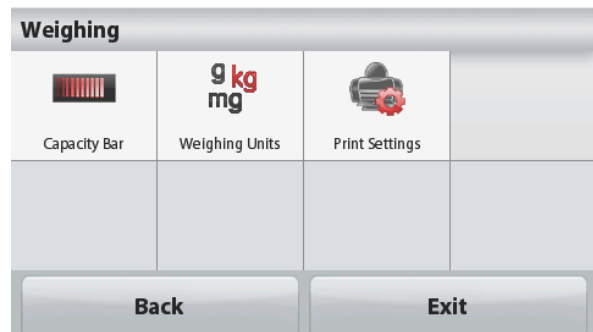 Weighing
g kg
mg
Capacity Bar
Weighing Units
Print Settings
Back
Exit